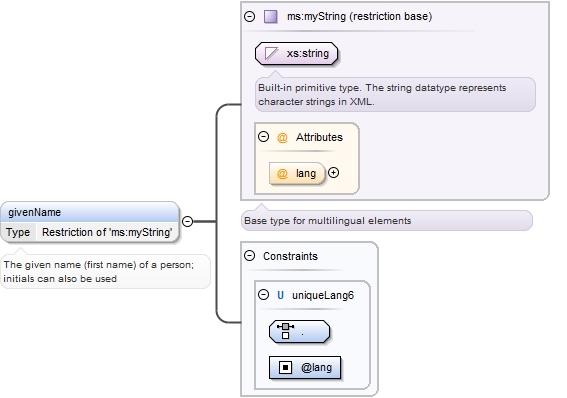 ms:myString (restriction base)
xs:string
Built-in primitive type. The string datatype represents
character strings in XML.
@ Attributes
@ lang
givenName
Type Restriction of 'ms:myString'
Base type for multilingual elements
The given name (first name) of a person;
initials can also be used
Constraints
U uniqueLang6
.
@lang